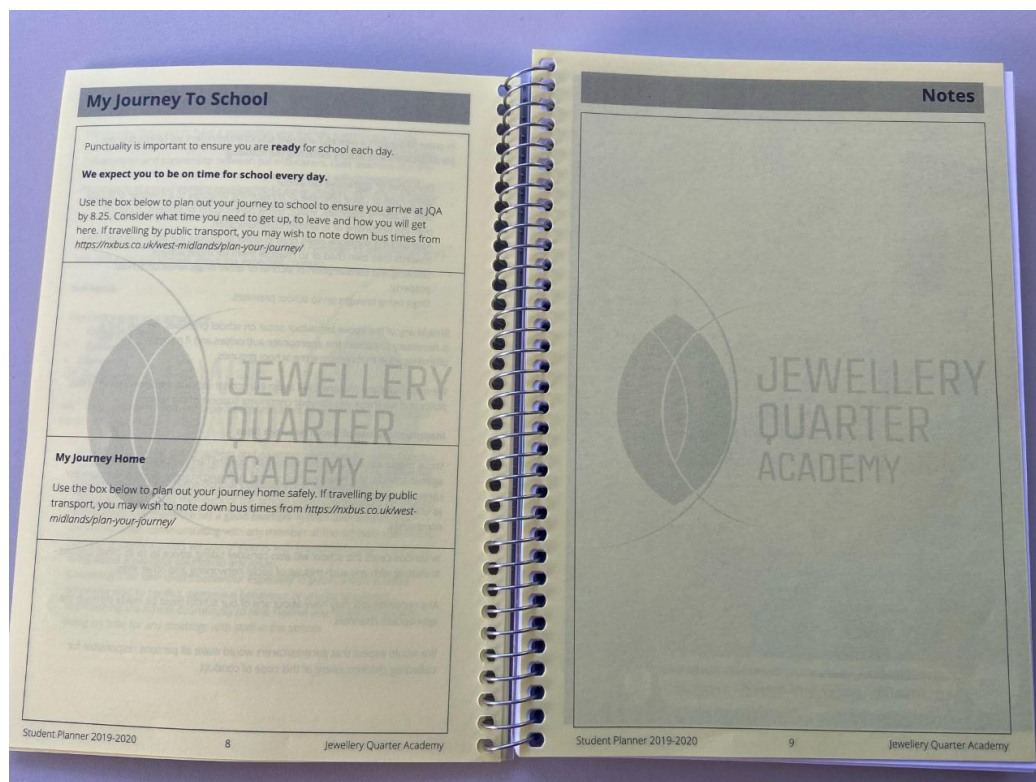 My Journey To School
Punctuality is important to ensure you are ready for school each day.
We expect you to be on time for school every day.
Use the box below to plan out your journey to school to ensure you arrive at JQA
by 8.25. Consider what time you need to get up, to leave and how you will get
here. If travelling by public transport, you may wish to note down bus times from
https://nxbus.co.uk/west-midlands/plan-your-journey/
JEWELLERY
QUARTER
ACADEMY
My Journey Home
Use the box below to plan out your journey home safely. If travelling by public
transport, you may wish to note down bus times from https://nxbus.co.uk/west-
midlands/plan-your-journey/
Student Planner 2019-2020
8
Jewellery Quarter Academy
Notes
JEWELLERY
QUARTER
ACADEMY
Student Planner 2019-2020
9
Jewellery Quarter Academy